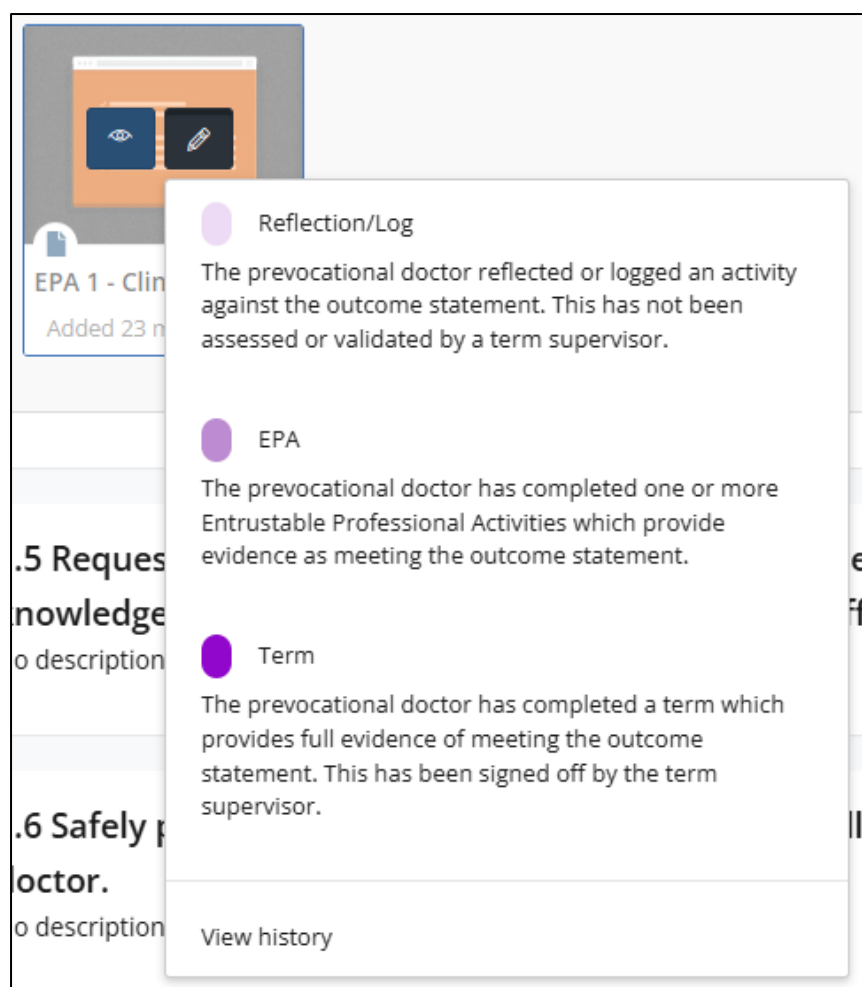 Reflection/Log
The prevocational doctor reflected or logged an activity
against the outcome statement. This has not been
assessed or validated by a term supervisor.
EPA 1 - Clin
Added 23 m
EPA
The prevocational doctor has completed one or more
Entrustable Professional Activities which provide
evidence as meeting the outcome statement.
.5 Reques
nowledge
o description
Term
The prevocational doctor has completed a term which
provides full evidence of meeting the outcome
statement. This has been signed off by the term
supervisor.
.6 Safely p
octor.
o description
View history